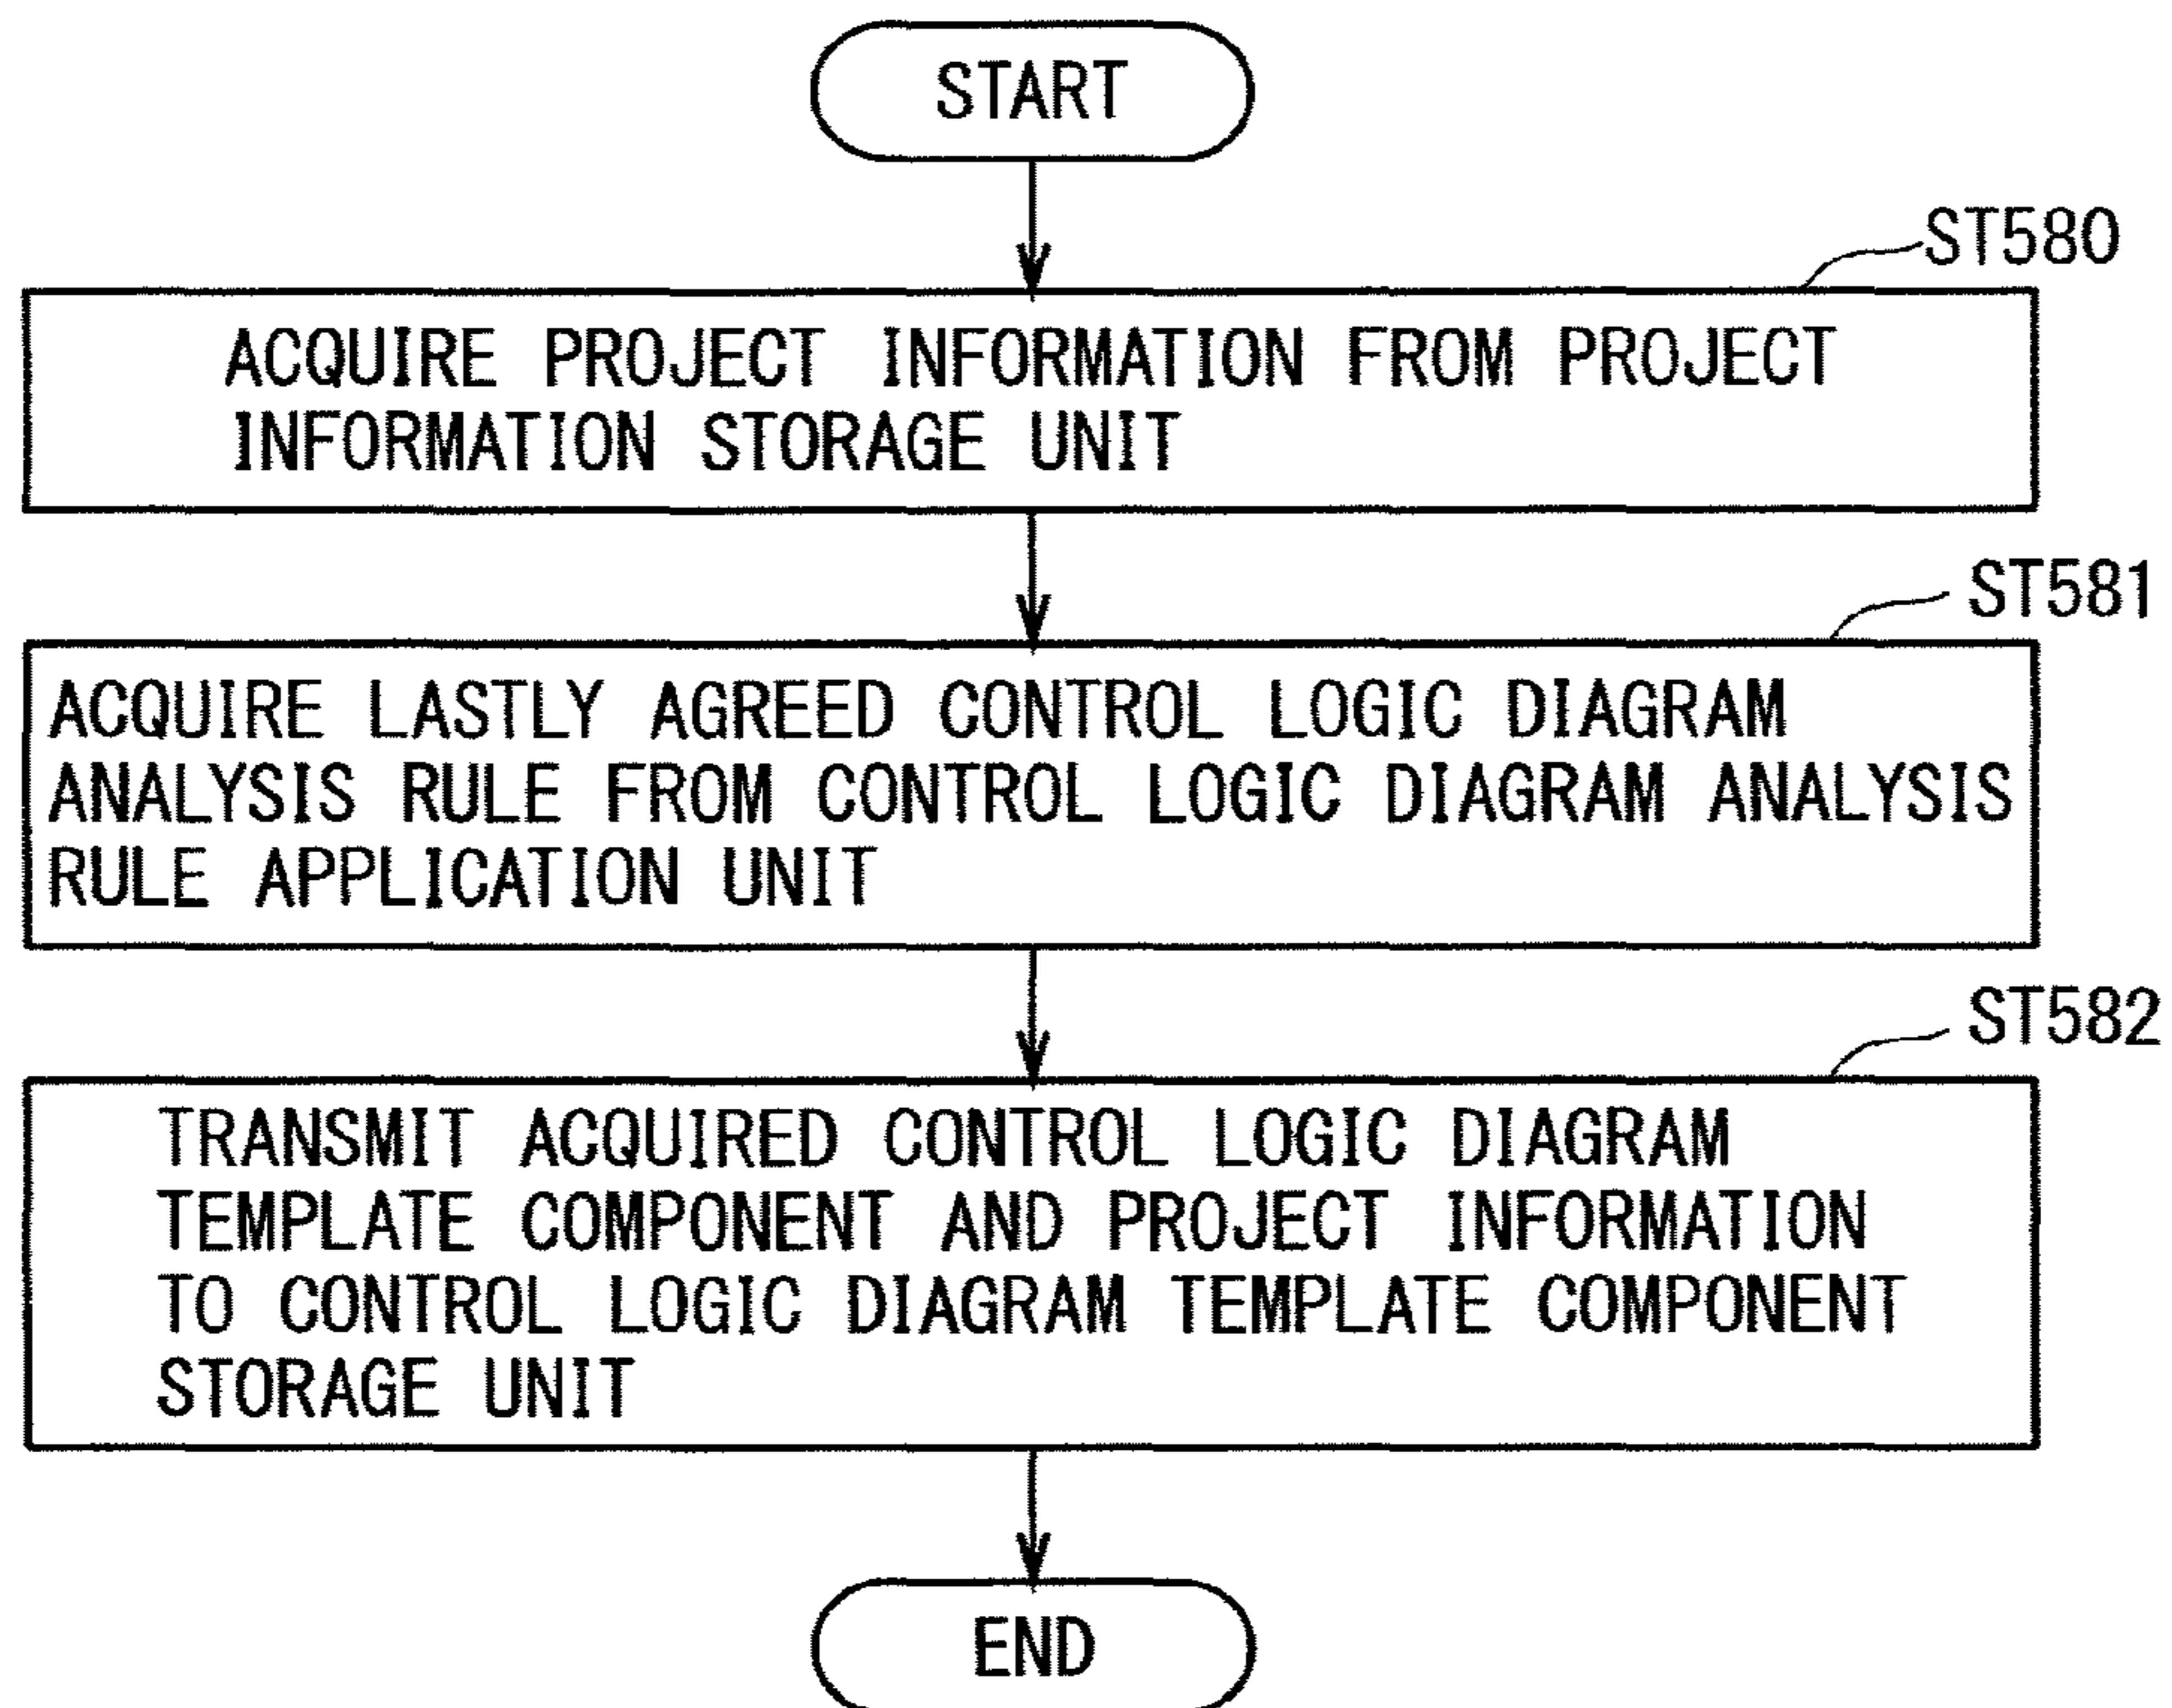 START
ST580
ACQUIRE PROJECT INFORMATION FROM PROJECT
INFORMATION STORAGE UNIT
ST581
ACQUIRE LASTLY AGREED CONTROL LOGIC DIAGRAM
ANALYSIS RULE FROM CONTROL LOGIC DIAGRAM ANALYSIS
RULE APPLICATION UNIT
ST582
TRANSMIT ACQUIRED CONTROL LOGIC DIAGRAM
TEMPLATE COMPONENT AND PROJECT INFORMATION
TO CONTROL LOGIC DIAGRAM TEMPLATE COMPONENT
STORAGE UNIT
END